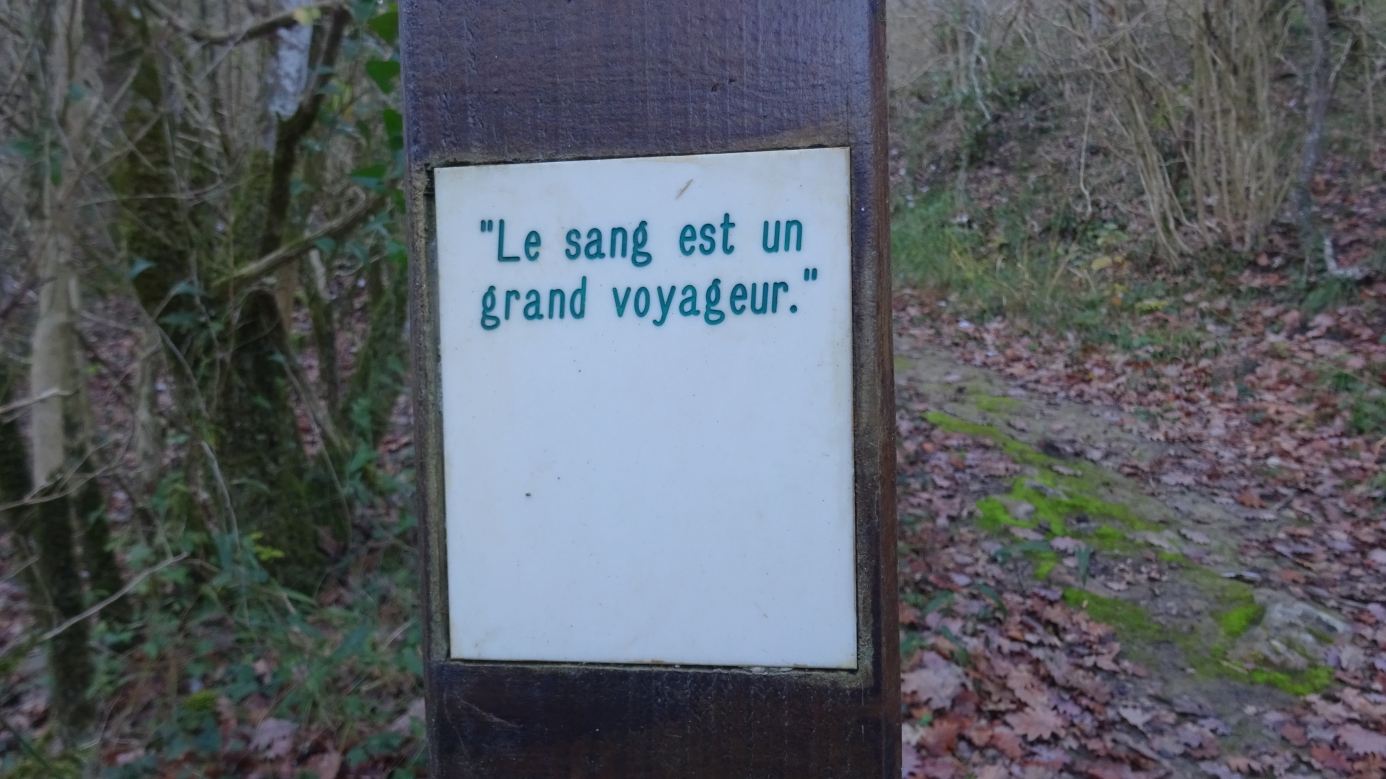 "Le sang est un
grand voyageur."